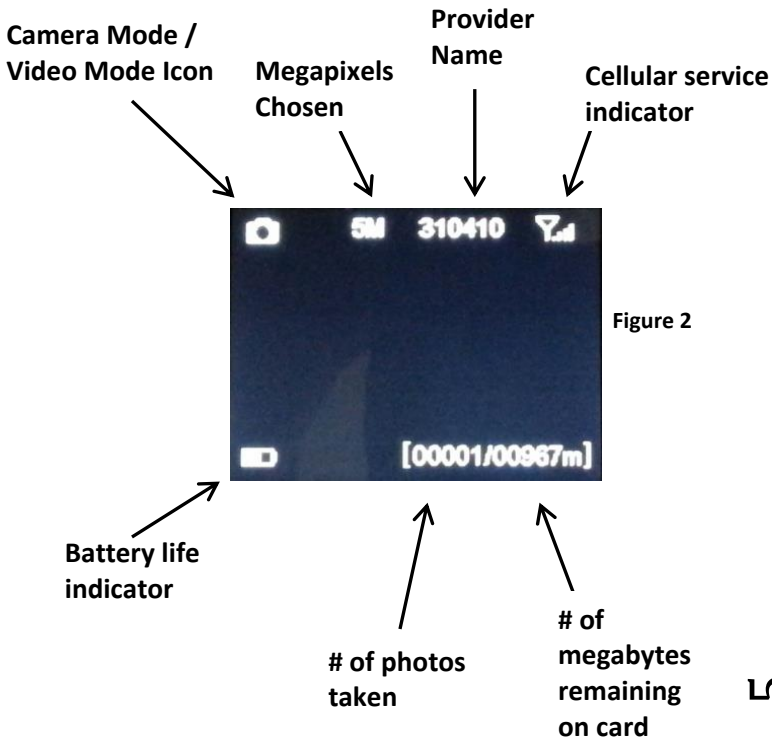 Camera Mode /
Video Mode Icon
Megapixels
Chosen
Provider
Name
Cellular service
indicator
5M 310410
Figure 2
[00001/00967m]
Battery life
indicator
# of photos
taken
# of
megabytes
remaining
on card
5